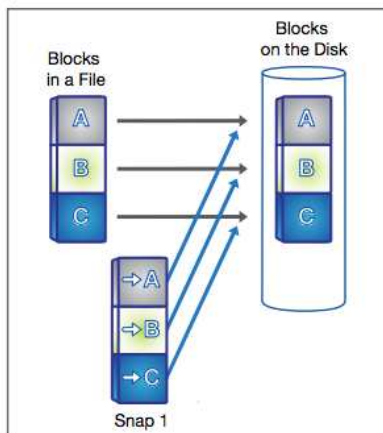 Blocks
in a File
Blocks
on the Disk
A
A
B
B
C
C
→A
→B
→C
Snap 1